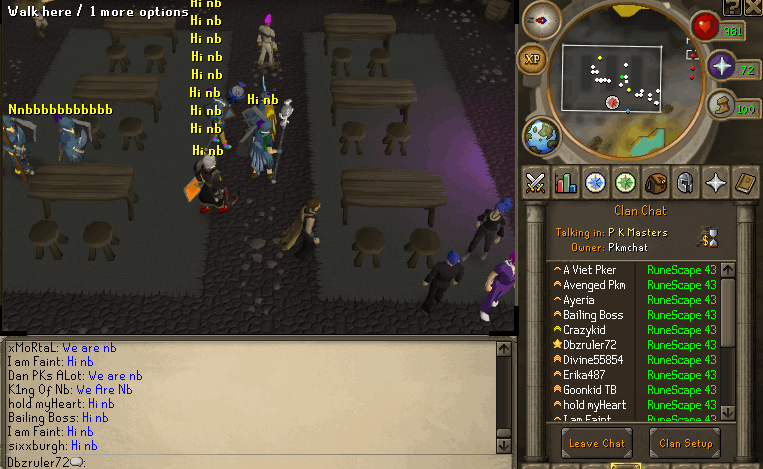 Walk here / 1 more options
Hi nb
Hi nb
Hi nb
Hi nb
Hi nb
Hi nb
Hi nb
Hi nb
Hi nb
Nnbbbbbbbbbbb
XP
961
72
100
Clan Chat
Talking in: P K Masters
Owner: Pkmchat
A Viet Pker RuneScape 43
Avenged Pkm RuneScape 43
Ayeria RuneScape 43
Bailing Boss RuneScape 43
Crazykid RuneScape 43
Dbzruler72 RuneScape 43
Divine55854 RuneScape 43
Erika487 RuneScape 43
Goonkid TB RuneScape 43
hold myHeart RuneScape 43
I am Faint RuneScape 43
Leave Chat
Clan Setup
xMoRtaL: We are nb
I am Faint: Hi nb
Dan PKs ALot: We are nb
K1ng Of Nb: We Are Nb
hold myHeart: Hi nb
Bailing Boss: Hi nb
I am Faint: Hi nb
sixxburgh: Hi nb
Dbzruler72: